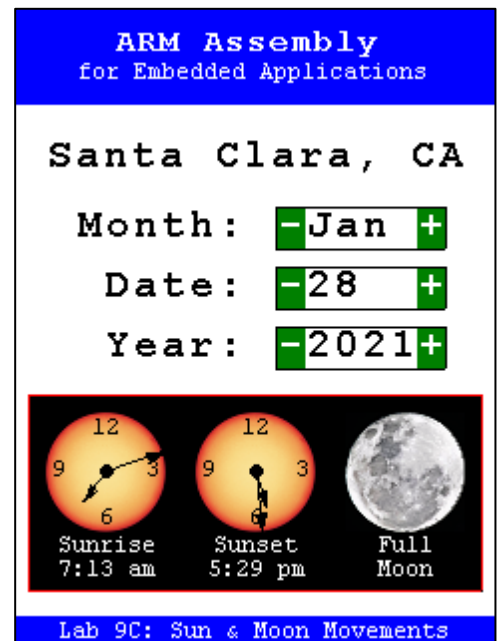 ARM Assembly
for Embedded Applications
Santa Clara, CA
Month: -Jan +
Date: -28 +
Year: -2021+
12 12
9 3 9 3
6 6
Sunrise Sunset Full
7:13 am 5:29 pm Moon
Lab 9C: Sun & Moon Movements